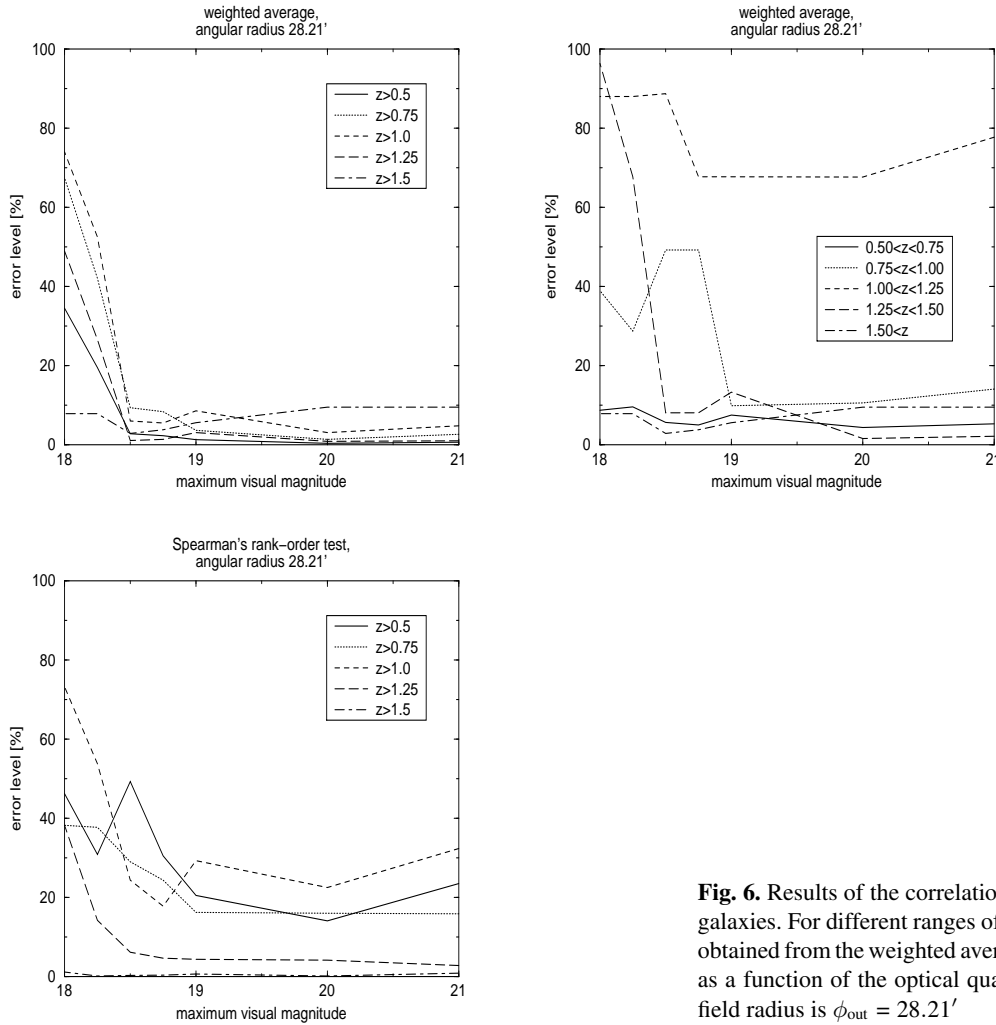 weighted average,
angular radius 28.21'
100
80
60
40
20
0
error level [%]
z>0.5
z>0.75
z>1.0
z>1.25
z>1.5
18
19
20
21
maximum visual magnitude
weighted average,
angular radius 28.21'
100
80
60
40
20
0
error level [%]
0.50<z<0.75
0.75<z<1.00
1.00<z<1.25
1.25<z<1.50
1.50<z
18
19
20
21
maximum visual magnitude
Spearman's rank−order test,
angular radius 28.21'
100
80
60
40
20
0
error level [%]
z>0.5
z>0.75
z>1.0
z>1.25
z>1.5
18
19
20
21
maximum visual magnitude
Fig. 6. Results of the correlation
galaxies. For different ranges of
obtained from the weighted aver
as a function of the optical qua
field radius is ϕout = 28.21′